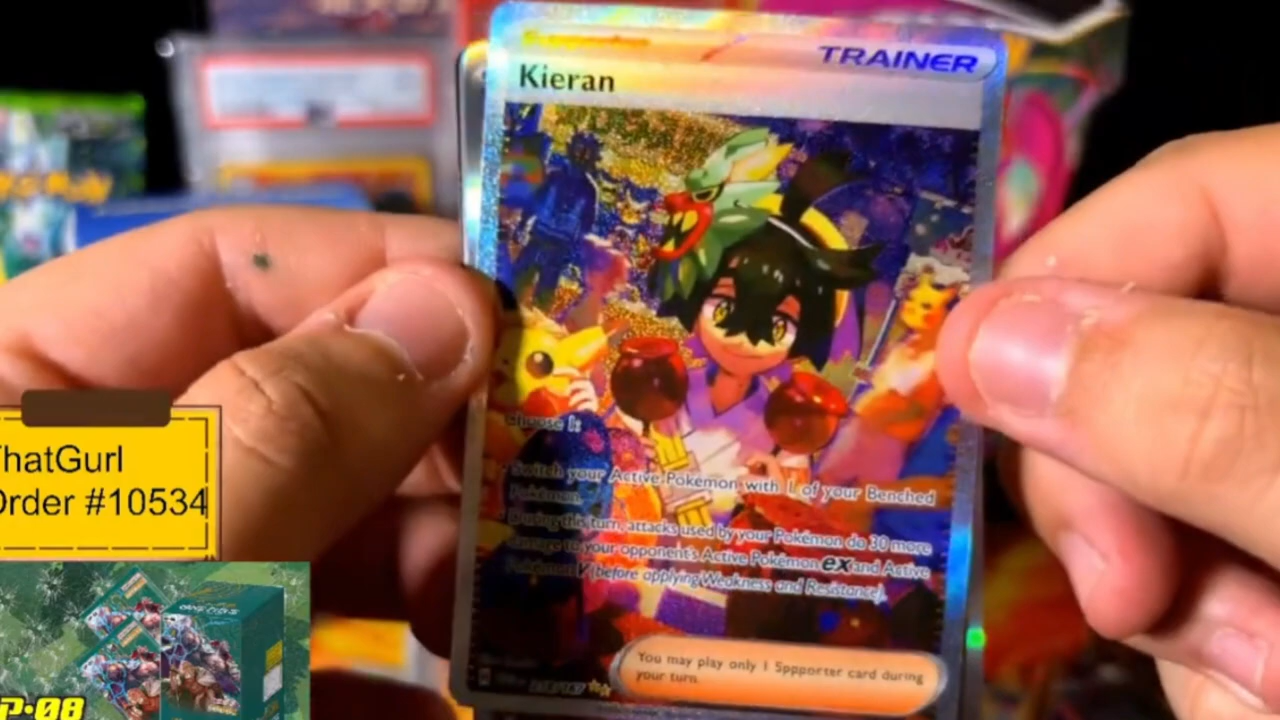 TRAINER
Kieran
Choose 1:
Switch your Active Pokémon with 1 of your Benched
Pokémon.
During this turn, attacks used by your Pokémon do 30 more
damage to your opponent's Active Pokémon ex and Active
Pokémon V (before applying Weakness and Resistance).
You may play only 1 Sppporter card during
your turn.
hatGurl
Order #10534
P-08